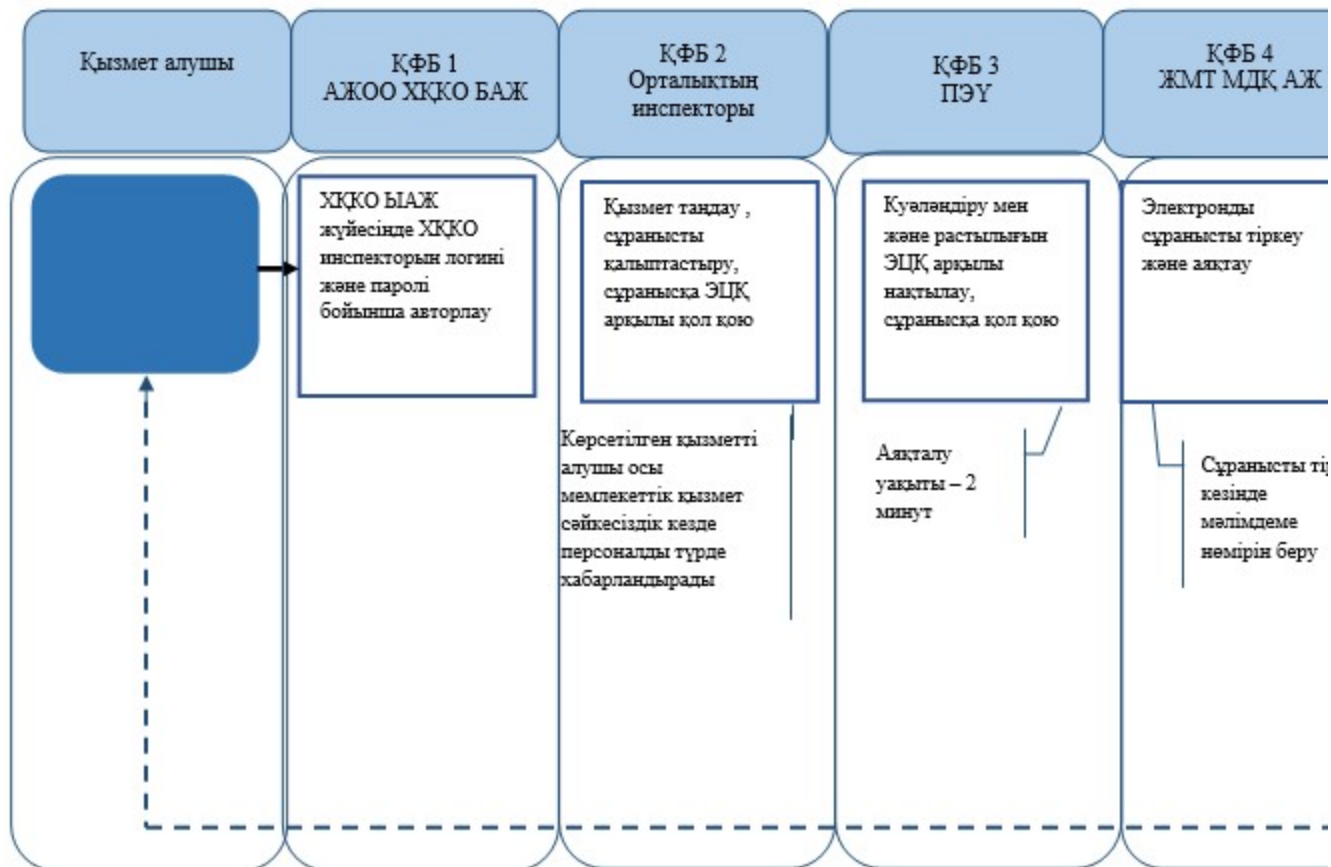 Қызмет алушы
ҚФБ 1
АЖОО ХҚКО БАЖ
ҚФБ 2
Орталықтың
инспекторы
ҚФБ 3
ПЭҮ
ҚФБ 4
ЖМТ МДҚ АЖ
ХҚКО ЫАЖ
жүйесінде ХҚКО
инспекторын логині
және паролі
бойынша авторлау
Қызмет таңдау ,
сұранысты
қалыптастыру,
сұранысқа ЭЦҚ
арқылы қол қою
Куәләндіру мен
және растылығын
ЭЦҚ арқылы
нақтылау,
сұранысқа қол қою
Электронды
сұранысты тіркеу
және аяқтау
Көрсетілген қызметті
алушы осы
мемлекеттік қызмет
сәйкесіздік кезде
персоналды түрде
хабарландырады
Аяқталу
уақыты – 2
минут
Сұранысты
кезінде
мәлімдеме
нөмірін беру